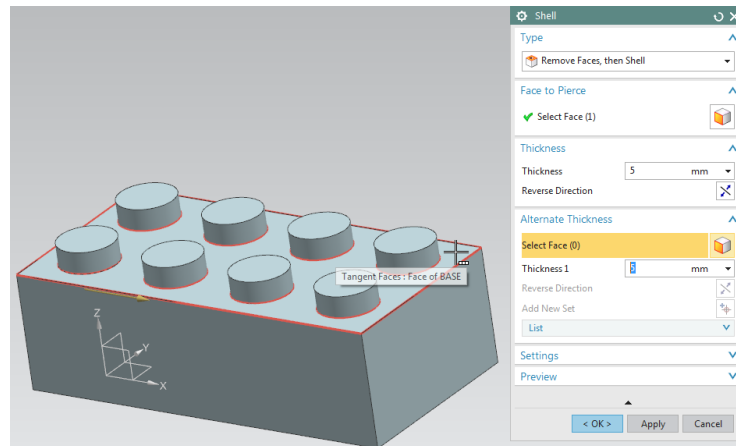 Shell
Type
Remove Faces, then Shell
Face to Pierce
Select Face (1)
Thickness
Thickness 5 mm
Reverse Direction
Alternate Thickness
Select Face (0)
Thickness 1 5 mm
Reverse Direction
Add New Set
List
Settings
Preview
< OK > Apply Cancel
Tangent Faces : Face of BASE
Z
Y
X